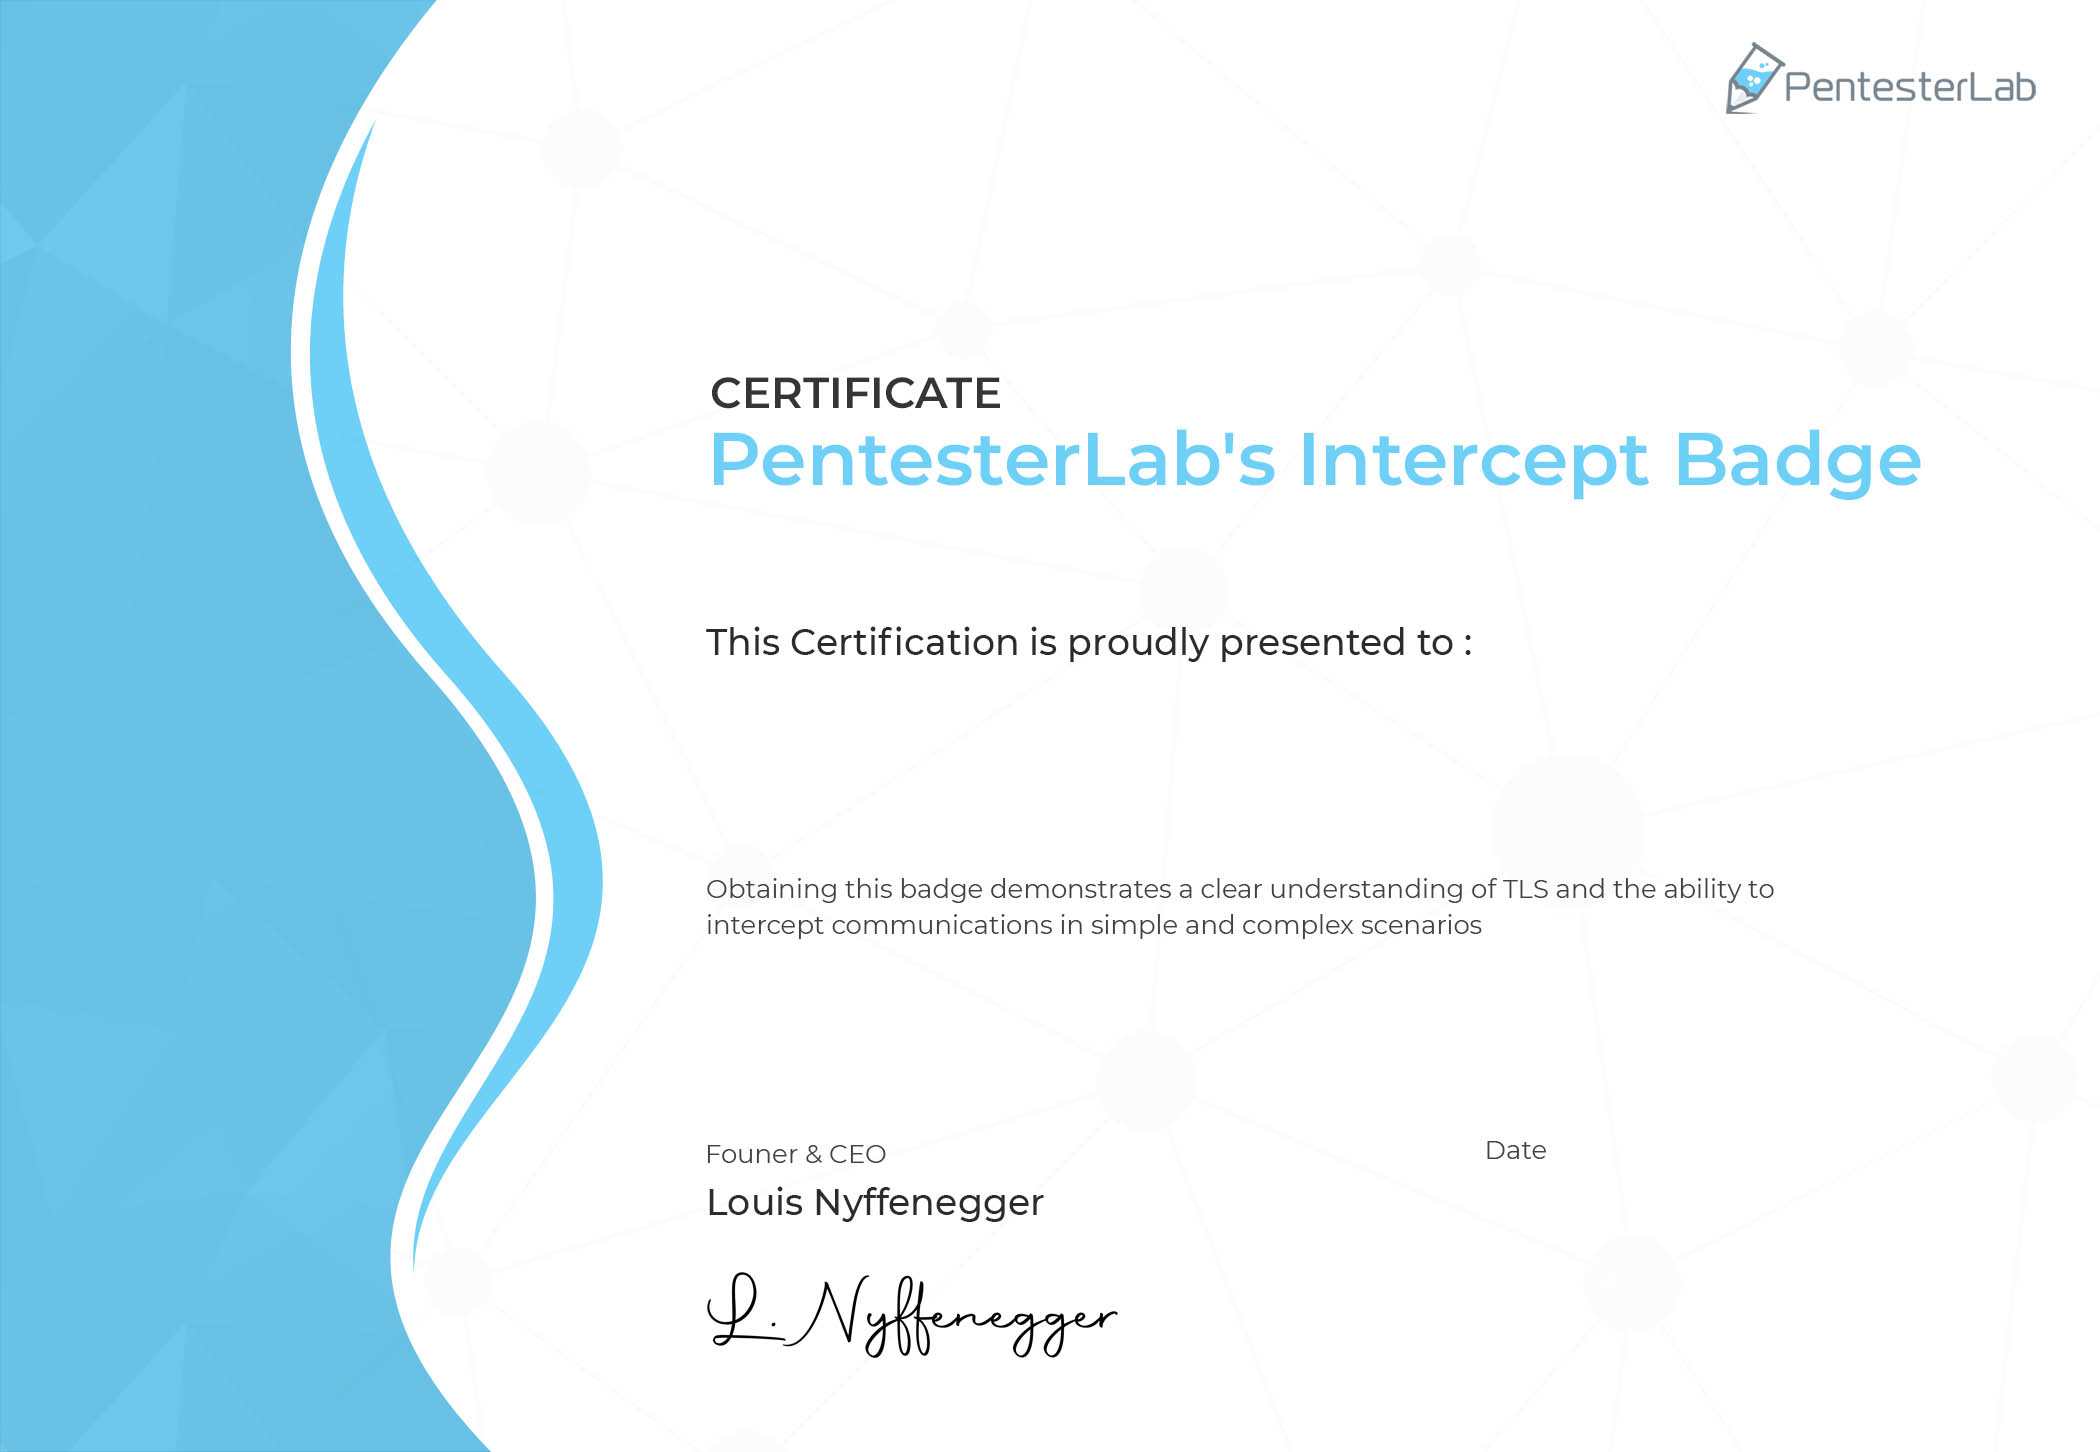 PentesterLab
CERTIFICATE
PentesterLab's Intercept Badge
This Certification is proudly presented to :
Obtaining this badge demonstrates a clear understanding of TLS and the ability to
intercept communications in simple and complex scenarios
Founer & CEO
Date
Louis Nyffenegger
L. Nyffenegger